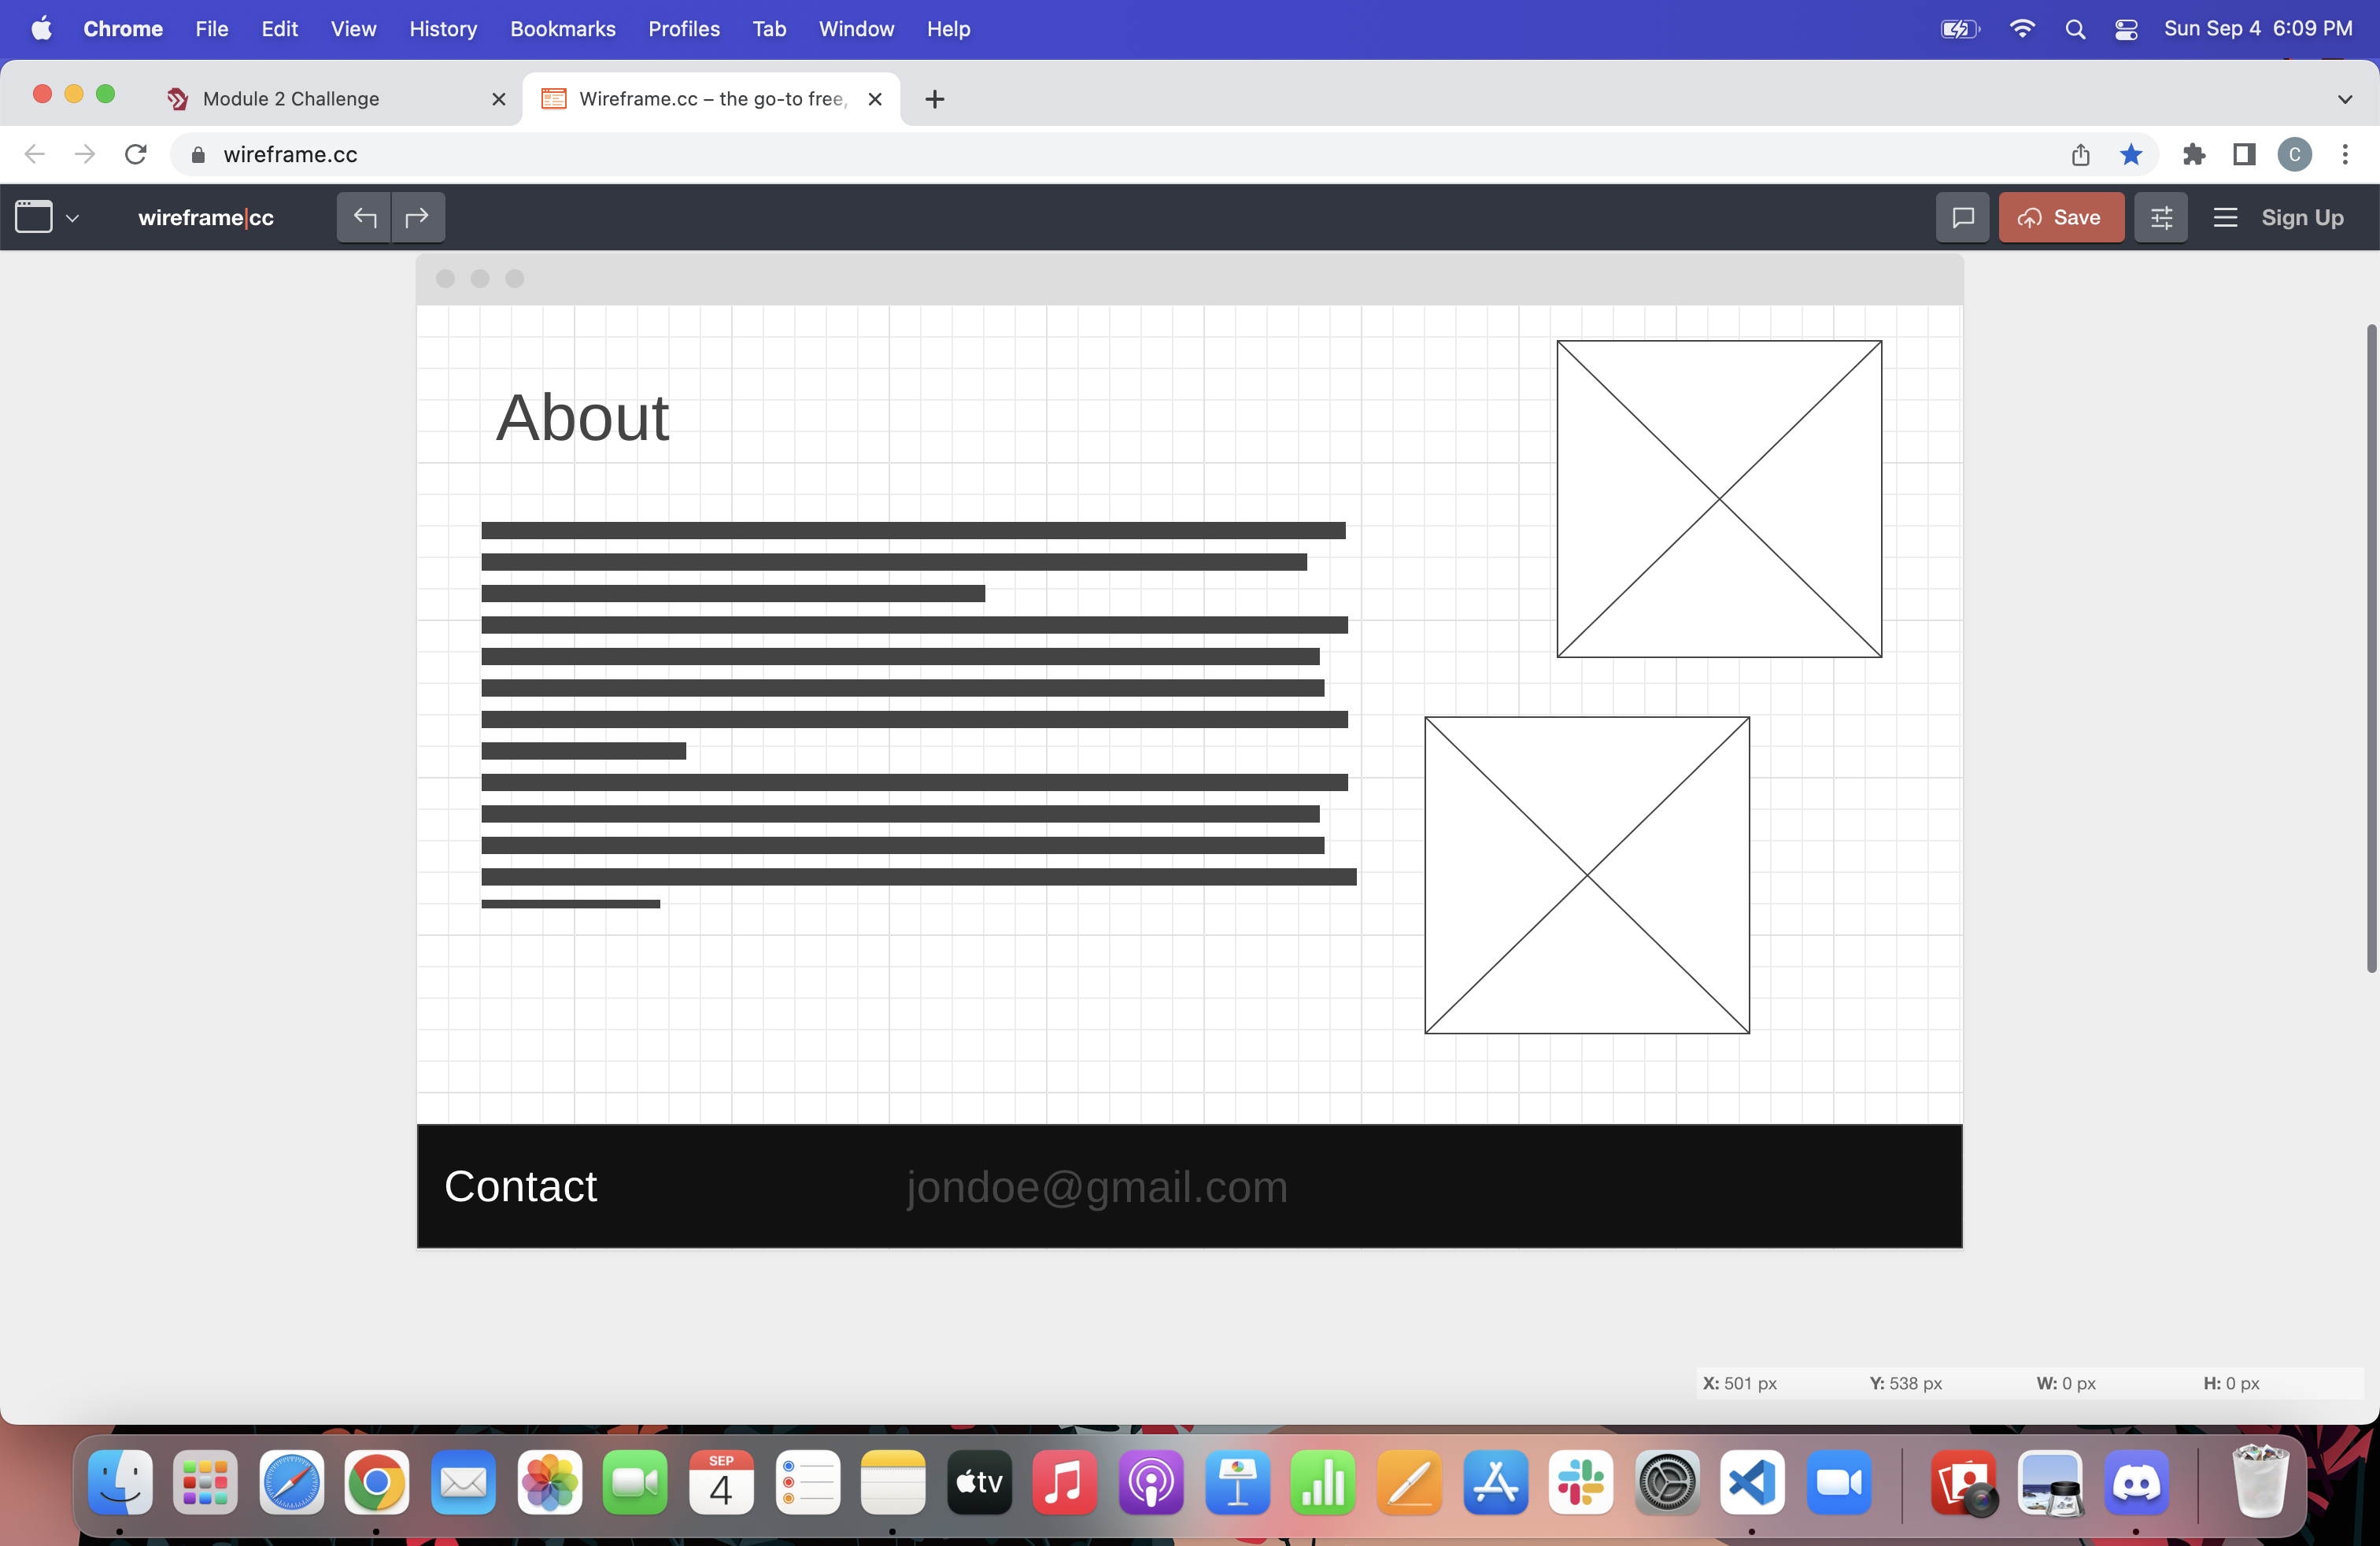 Chrome File Edit View History Bookmarks Profiles Tab Window Help Sun Sep 4 6:09 PM
Module 2 Challenge Wireframe.cc – the go-to free,
wireframe.cc C
wireframe|cc Save Sign Up
About
Contact jondoe@gmail.com
X: 501 px Y: 538 px W: 0 px H: 0 px
SEP
4
tv